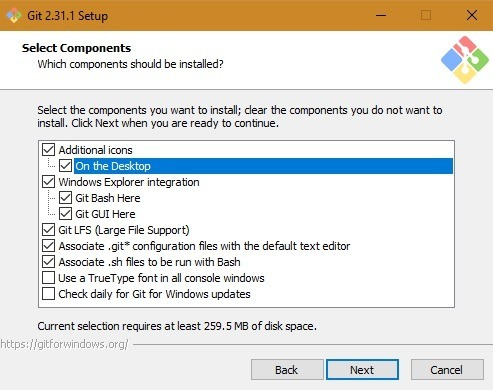 Git 2.31.1 Setup
Select Components
Which components should be installed?
Select the components you want to install; clear the components you do not want to
install. Click Next when you are ready to continue.
Additional icons
On the Desktop
Windows Explorer integration
Git Bash Here
Git GUI Here
Git LFS (Large File Support)
Associate .git* configuration files with the default text editor
Associate .sh files to be run with Bash
Use a TrueType font in all console windows
Check daily for Git for Windows updates
Current selection requires at least 259.5 MB of disk space.
https://gitforwindows.org/
Back Next Cancel